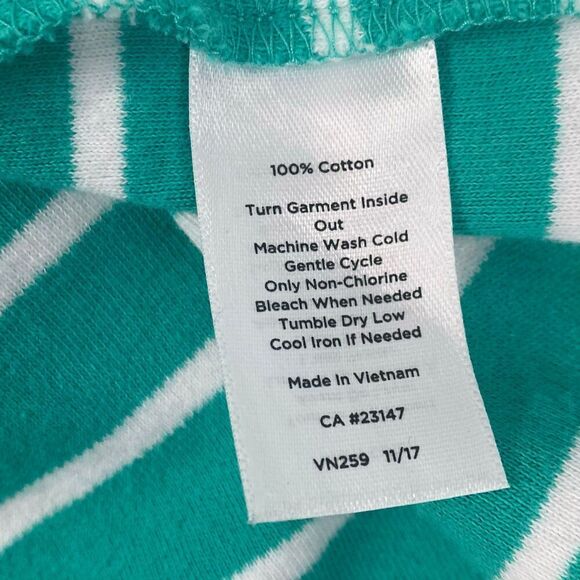 100% Cotton
Turn Garment Inside
Out
Machine Wash Cold
Gentle Cycle
Only Non-Chlorine
Bleach When Needed
Tumble Dry Low
Cool Iron If Needed
Made In Vietnam
CA #23147
VN259 11/17